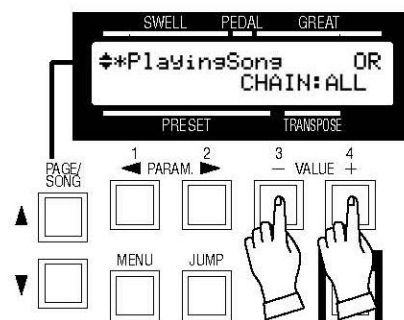 SWELL PEDAL GREAT
*PlayingSong OR
CHAIN:ALL
PRESET TRANSPOSE
1 2 3 4
PAGE/
SONG
◀ PARAM. ▶ − VALUE +
MENU JUMP